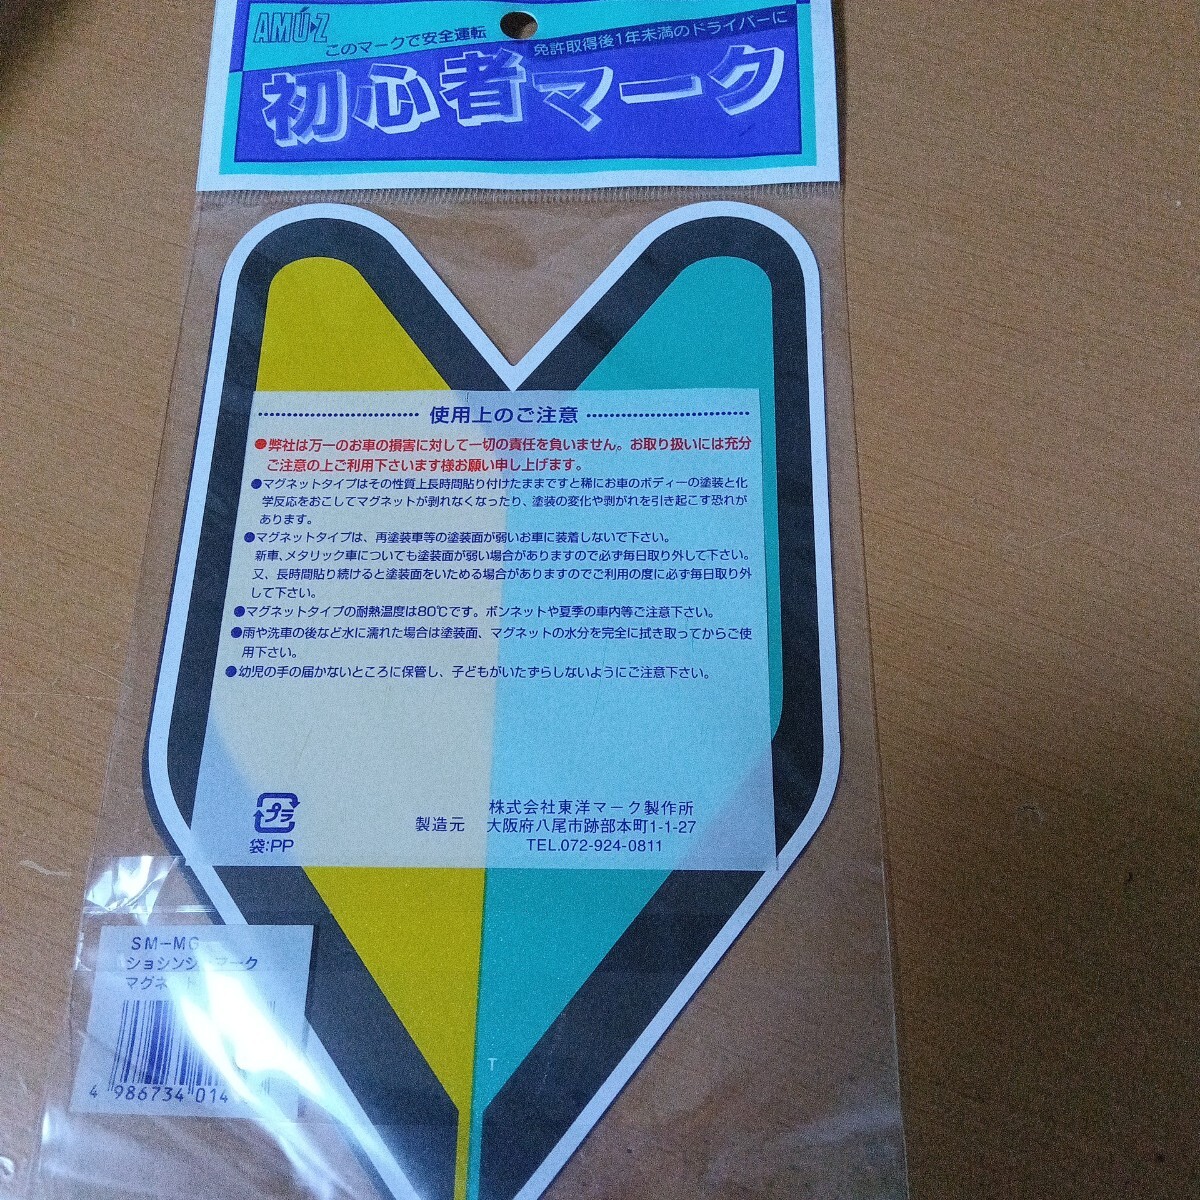 AMUZ
このマークで安全運転
免許取得後1年未満のドライバーに
初心者マーク
使用上のご注意
●弊社は万一のお車の損害に対して一切の責任を負いません。お取り扱いには充分
ご注意の上ご利用下さいます様お願い申し上げます。
●マグネットタイプはその性質上長時間貼り付けたままですと稀にお車のボディーの塗装と化
学反応をおこしてマグネットが剥れなくなったり、塗装の変化や剥がれを引き起こす恐れが
あります。
●マグネットタイプは、再塗装車等の塗装面が弱いお車に装着しないで下さい。
新車、メタリック車についても塗装面が弱い場合がありますので必ず毎日取り外して下さい。
又、長時間貼り続けると塗装面をいためる場合がありますのでご利用の度に必ず毎日取り外
して下さい。
●マグネットタイプの耐熱温度は80℃です。ボンネットや夏季の車内等ご注意下さい。
●雨や洗車の後など水に濡れた場合は塗装面、マグネットの水分を完全に拭き取ってからご使
用下さい。
●幼児の手の届かないところに保管し、子どもがいたずらしないようにご注意下さい。
プラ
袋:PP
株式会社東洋マーク製作所
製造元 大阪府八尾市跡部本町1-1-27
TEL.072-924-0811
SM-MG
ショシンシャマーク
マグネット
4 986734 014
T